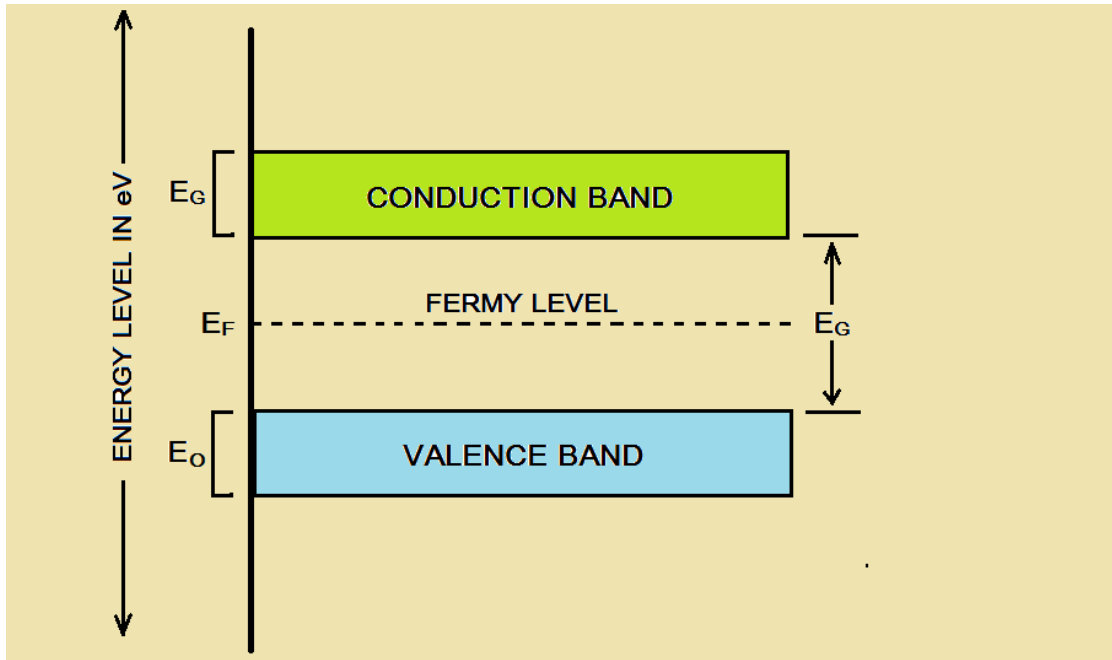 ENERGY LEVEL IN eV
EG
CONDUCTION BAND
FERMY LEVEL
EF
EG
EO
VALENCE BAND